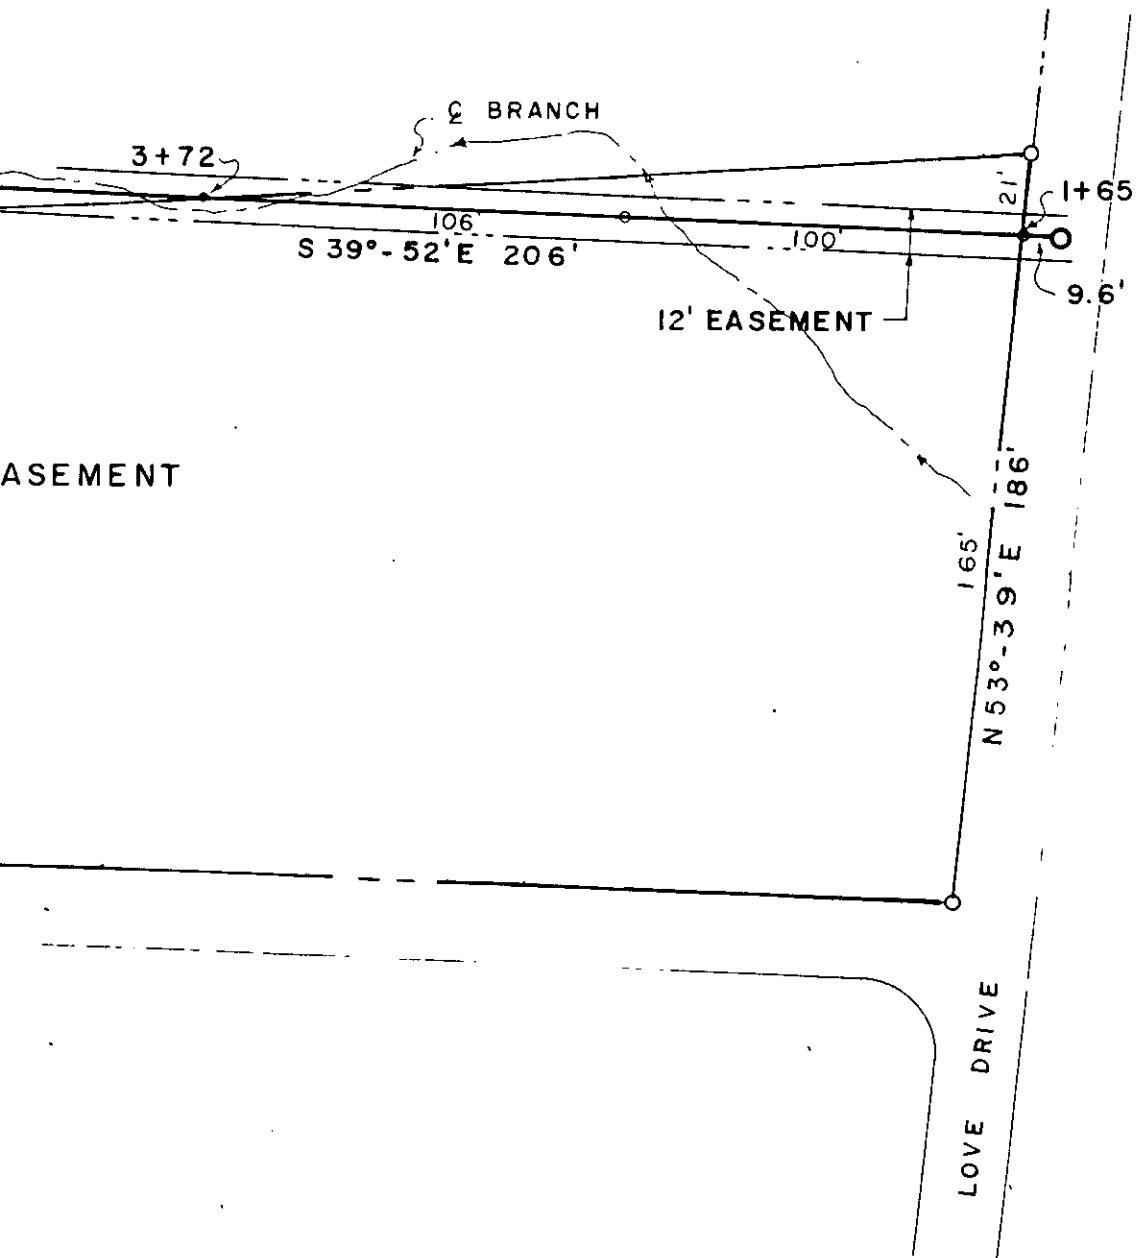 ℄ BRANCH
3+72
21'
1+65
106'
100'
S 39°-52'E 206'
9.6'
12' EASEMENT
ASEMENT
165'
N 53°-39'E 186'
LOVE DRIVE